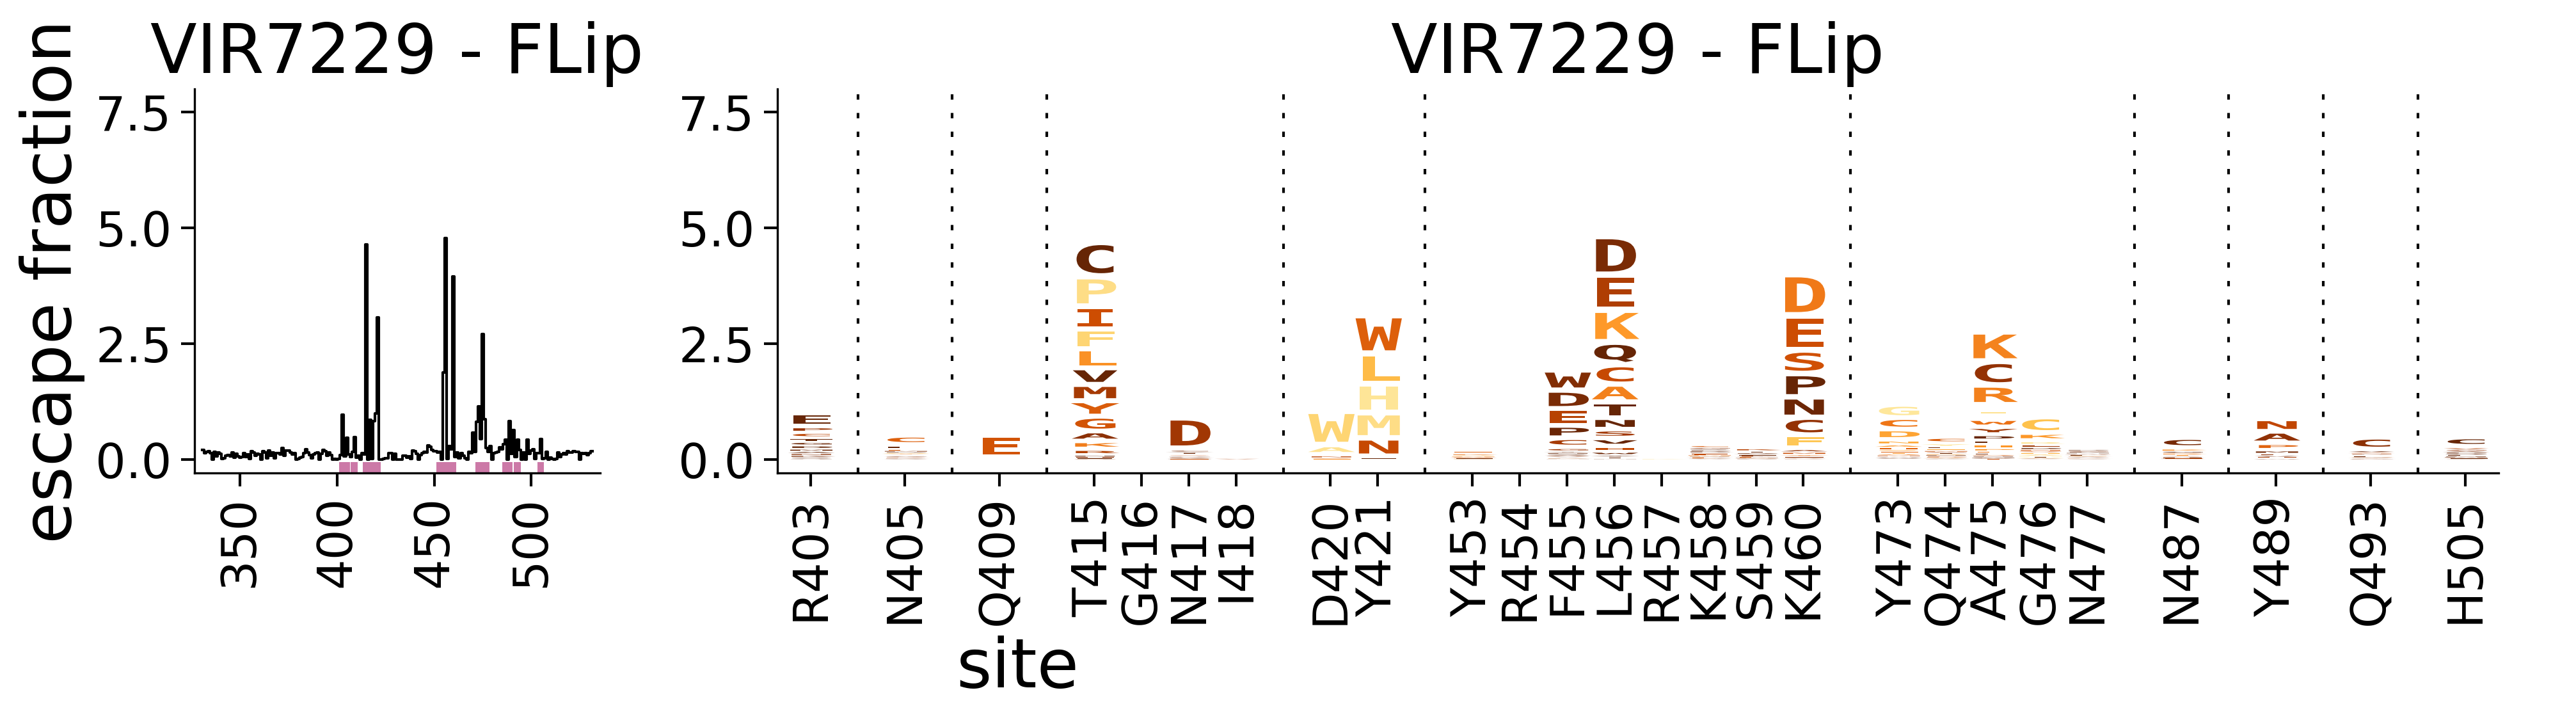 VIR7229 - FLip
VIR7229 - FLip
escape fraction
7.5
5.0
2.5
0.0
350
400
450
500
7.5
5.0
2.5
0.0
E
C
E
C
P
I
F
L
V
M
Y
G
A
D
W
W
L
H
M
N
W
D
E
P
C
D
E
K
Q
C
A
T
N
D
E
S
P
N
C
F
G
C
D
K
C
R
C
K
C
N
A
C
C
R403
N405
Q409
T415
G416
N417
I418
D420
Y421
Y453
R454
F455
L456
R457
K458
S459
K460
Y473
Q474
A475
G476
N477
N487
Y489
Q493
H505
site